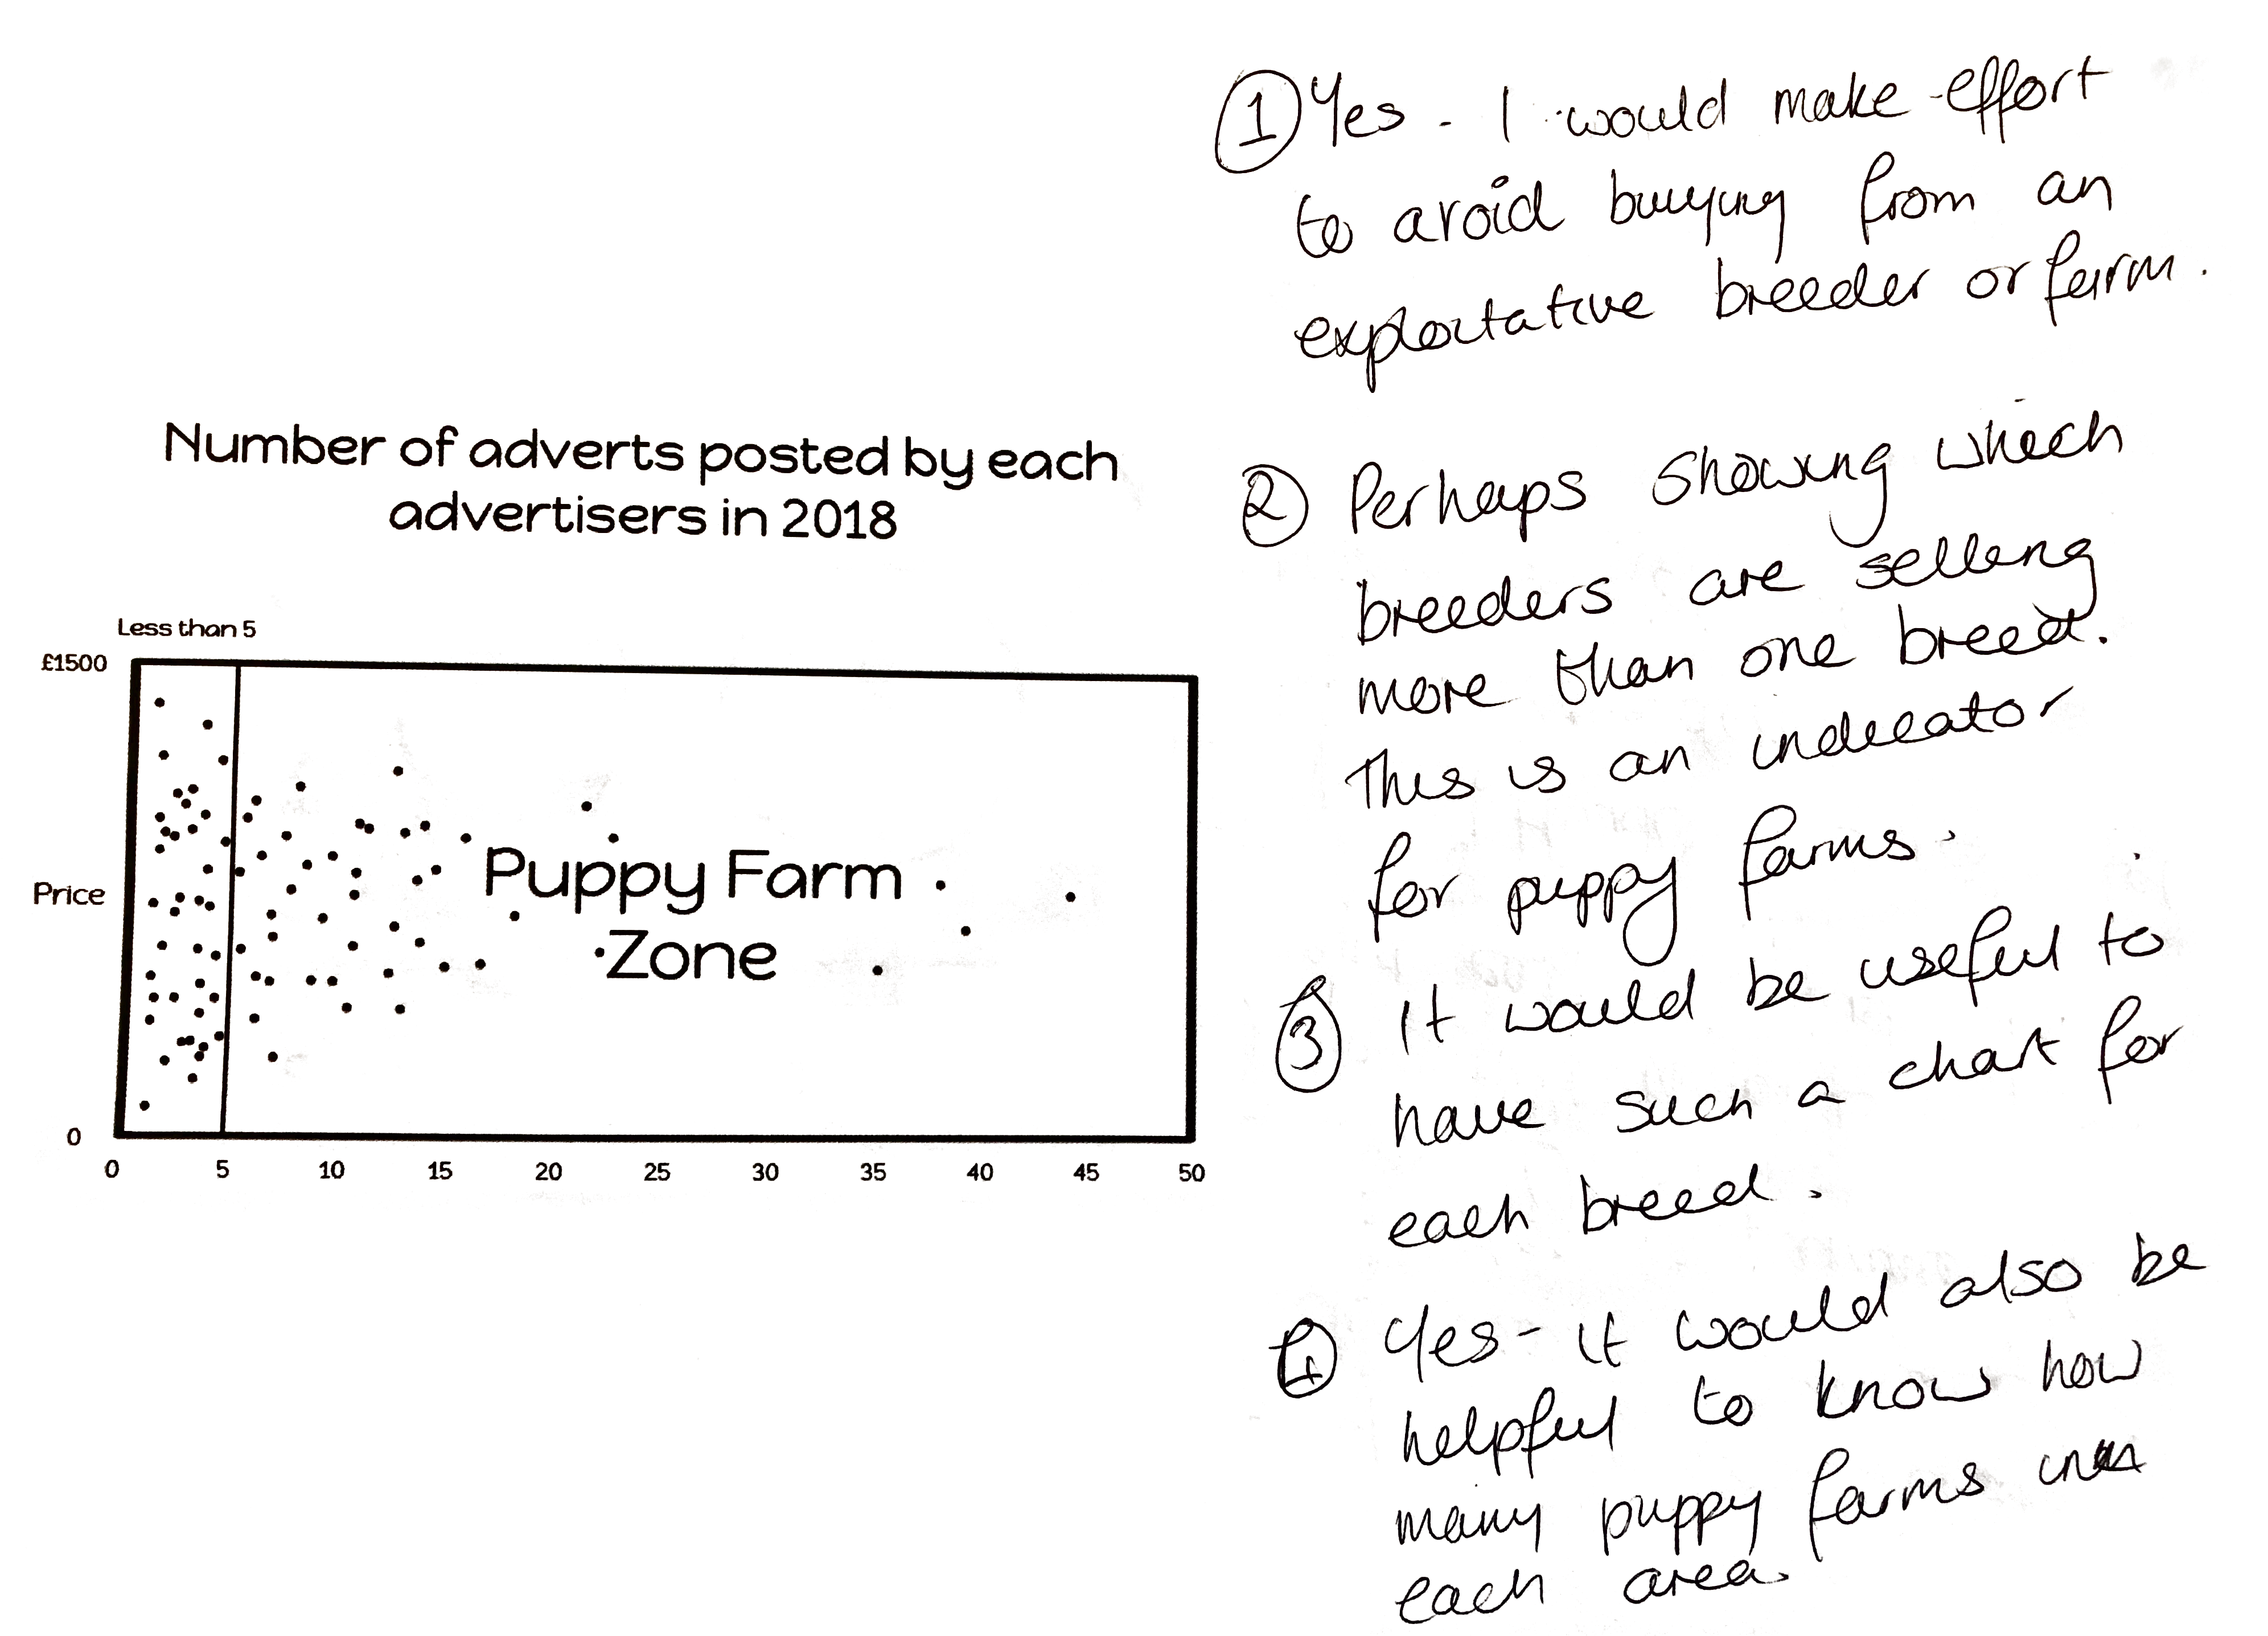 Number of adverts posted by each
advertisers in 2018
Less than 5
£1500
Price
0
Puppy Farm
Zone
0 5 10 15 20 25 30 35 40 45 50
① Yes - I would make effort
to avoid buying from an
exploitative breeder or farm.
② Perhaps showing which
breeders are selling
more than one breed.
This is an indicator
for puppy farms.
③ It would be useful to
have such a chart for
each breed.
④ Yes - it would also be
helpful to know how
many puppy farms in
each area.